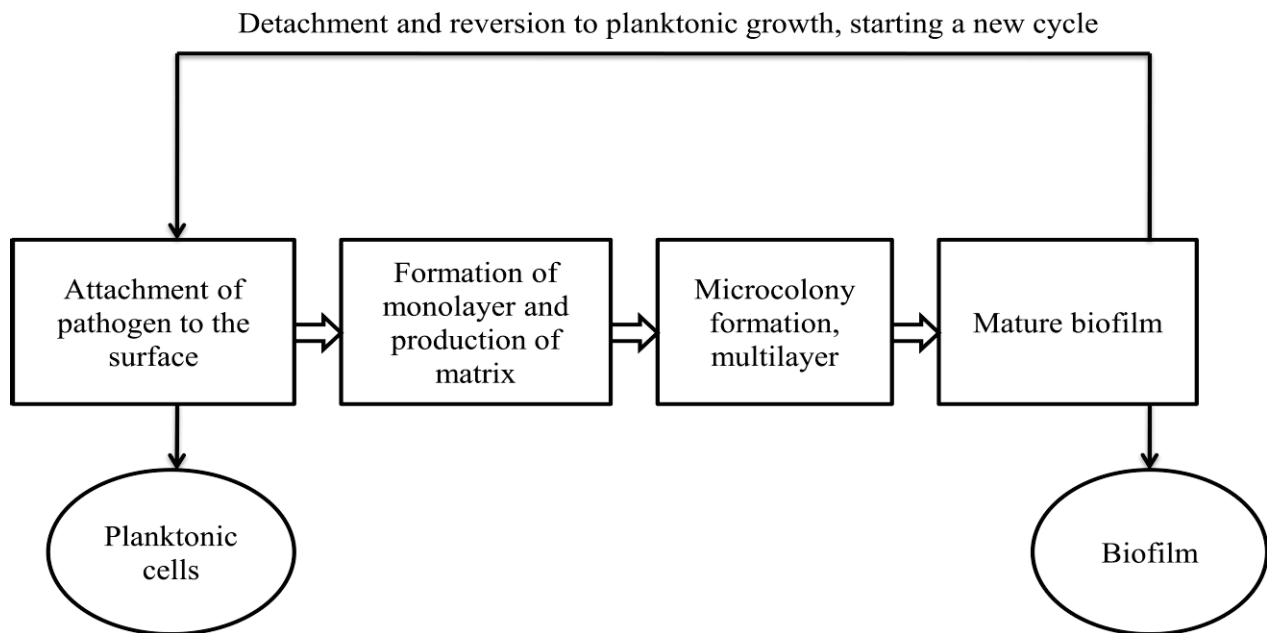 Detachment and reversion to planktonic growth, starting a new cycle
Attachment of
pathogen to the
surface
Formation of
monolayer and
production of
matrix
Microcolony
formation,
multilayer
Mature biofilm
Planktonic
cells
Biofilm